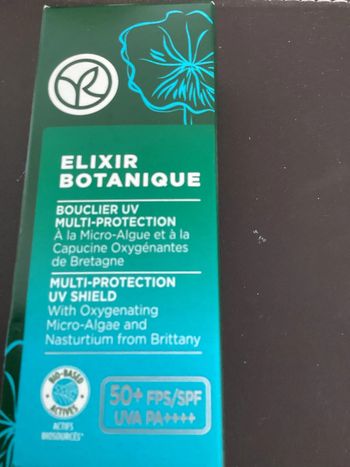 ELIXIR
BOTANIQUE
BOUCLIER UV
MULTI-PROTECTION
À la Micro-Algue et à la
Capucine Oxygénantes
de Bretagne
MULTI-PROTECTION
UV SHIELD
With Oxygenating
Micro-Algae and
Nasturtium from Brittany
BIO-BASED
ACTIVES
ACTIFS
BIOSOURCÉS*
50+ FPS/SPF
UVA PA++++